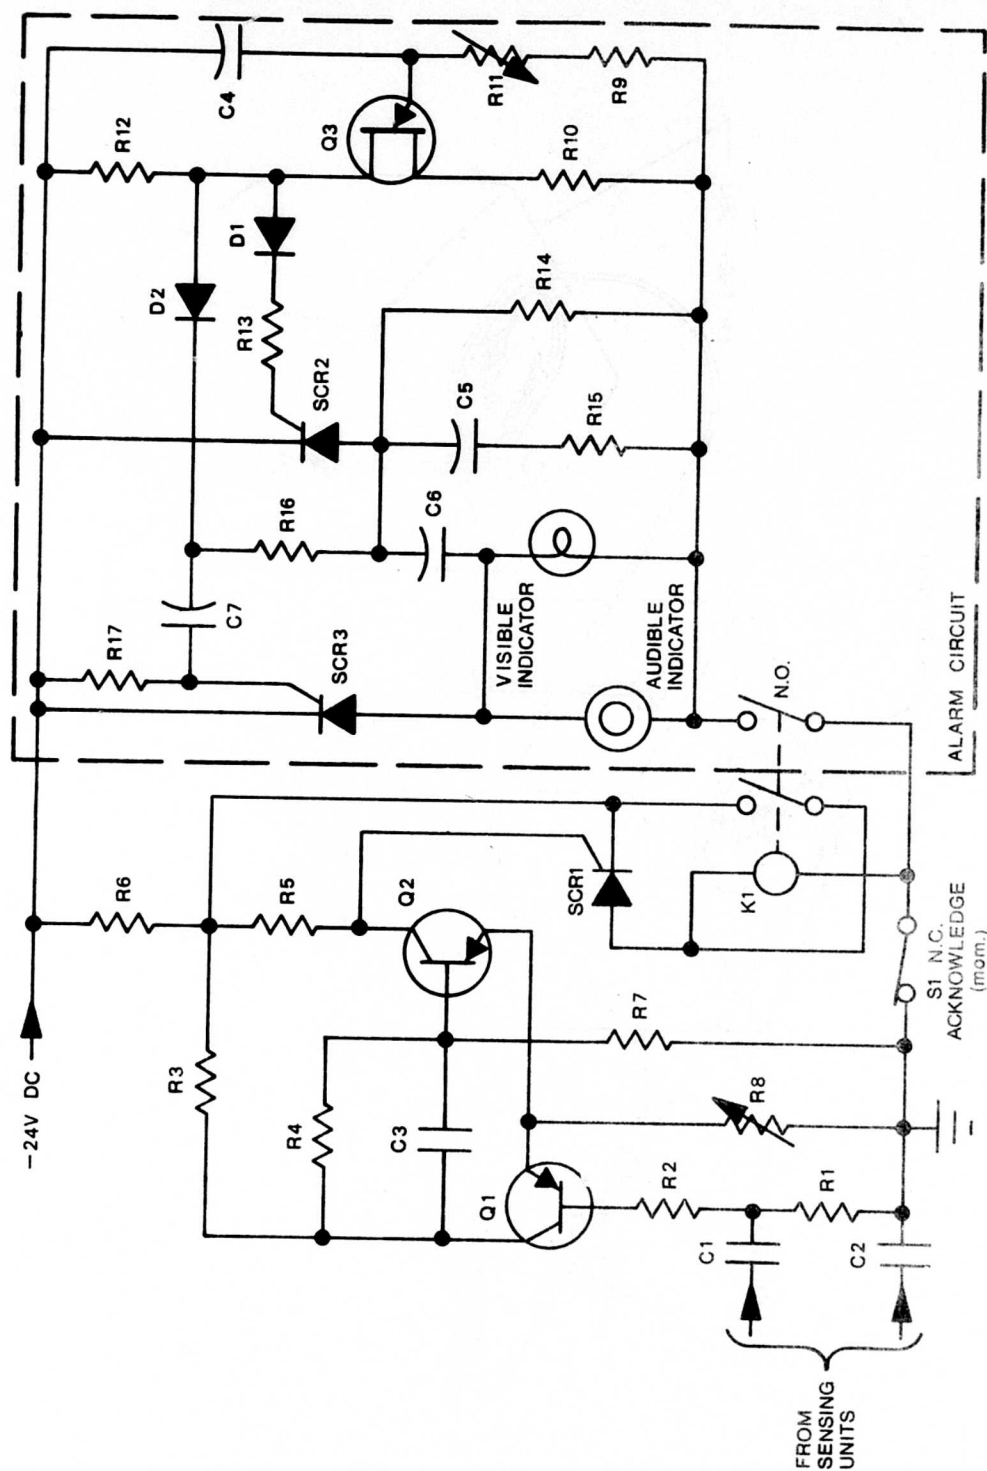 −24V DC
R6
R3
R5
R4
C3
Q2
Q1
R7
R8
R2
R1
C1
C2
FROM
SENSING
UNITS
SCR1
K1
S1 N.C.
ACKNOWLEDGE
(mom.)
R17
C7
SCR3
R16
C6
VISIBLE
INDICATOR
AUDIBLE
INDICATOR
N.O.
D2
D1
R13
SCR2
C5
R15
R14
R12
C4
Q3
R11
R10
R9
ALARM CIRCUIT